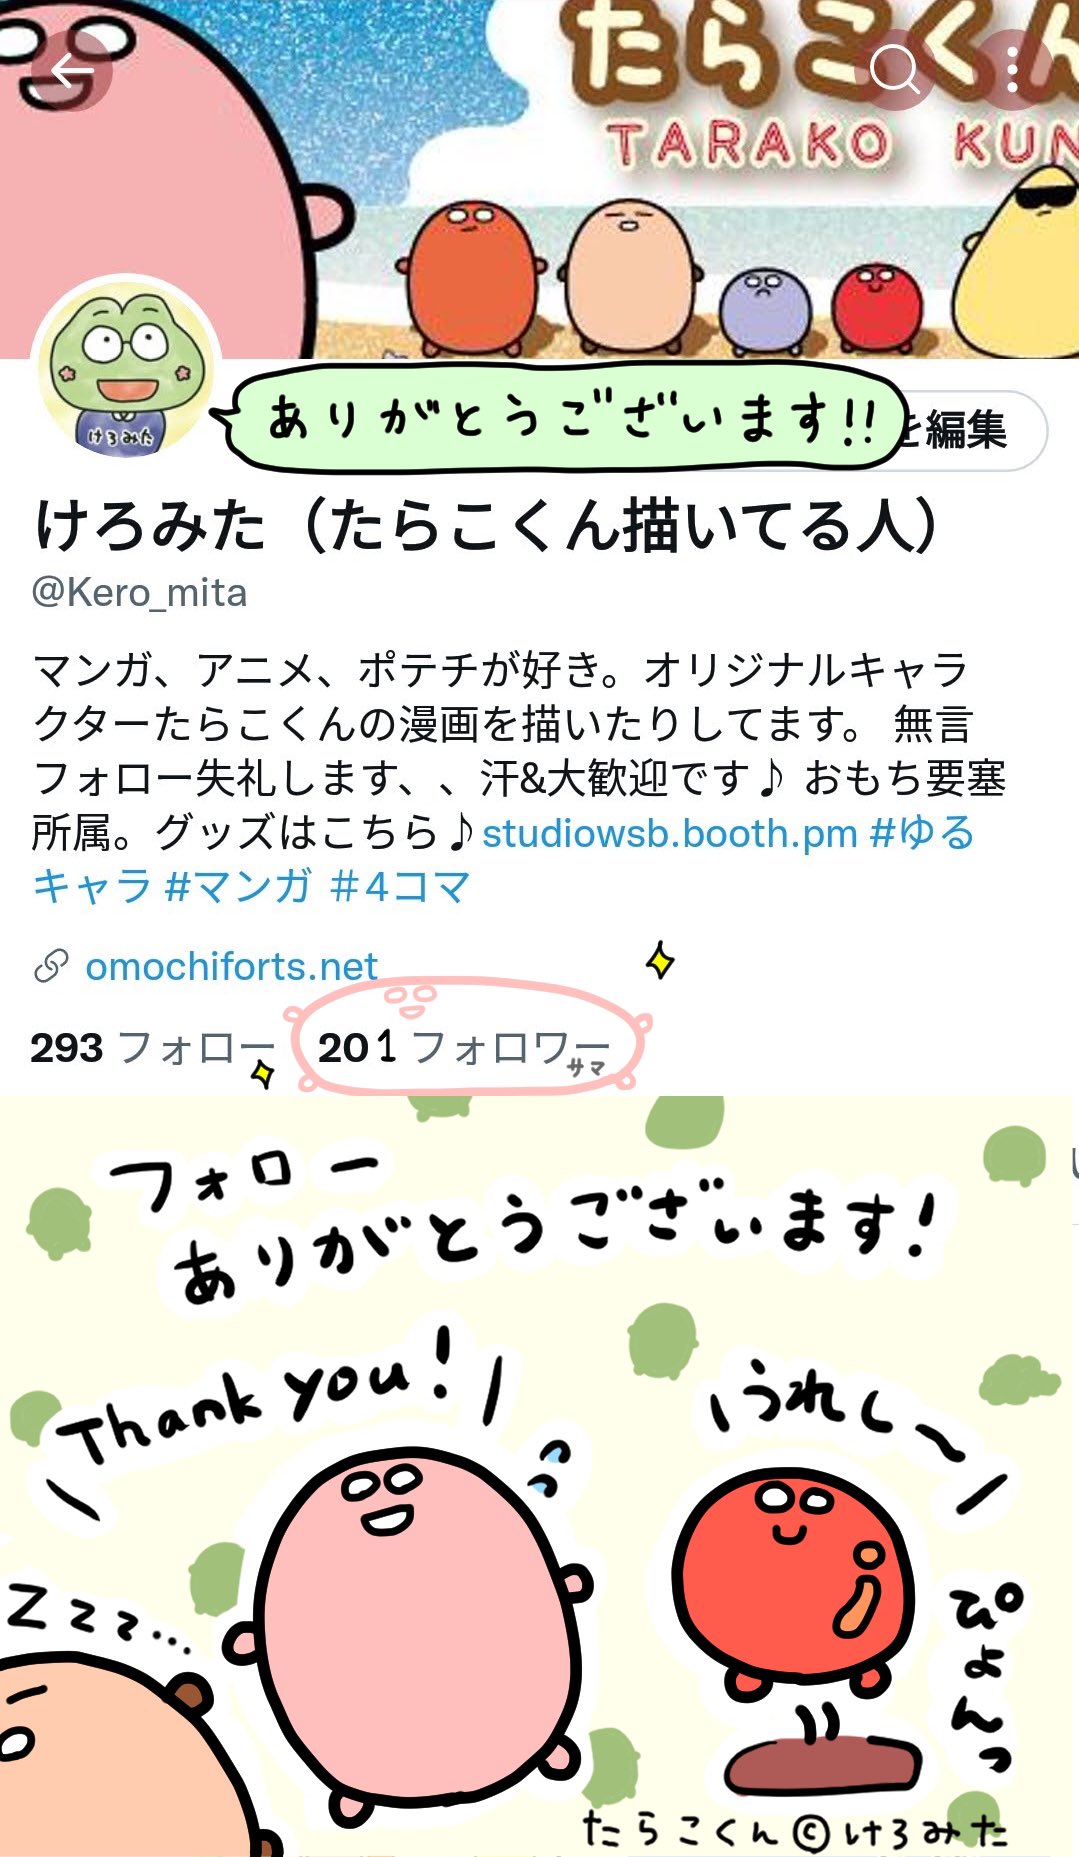 たらこくん
TARAKO KUN
けろみた
ありがとうございます!!
を編集
けろみた（たらこくん描いてる人）
@Kero_mita
マンガ、アニメ、ポテチが好き。オリジナルキャラ
クターたらこくんの漫画を描いたりしてます。 無言
フォロー失礼します、、汗&大歓迎です♪ おもち要塞
所属。グッズはこちら♪studiowsb.booth.pm #ゆる
キャラ #マンガ ＃4コマ
omochiforts.net
293 フォロー 201 フォロワー
サマ
フォロー
ありがとうございます!
Thank you!
うれし〜
Zzz...
ぴょんっ
たらこくん©けろみた